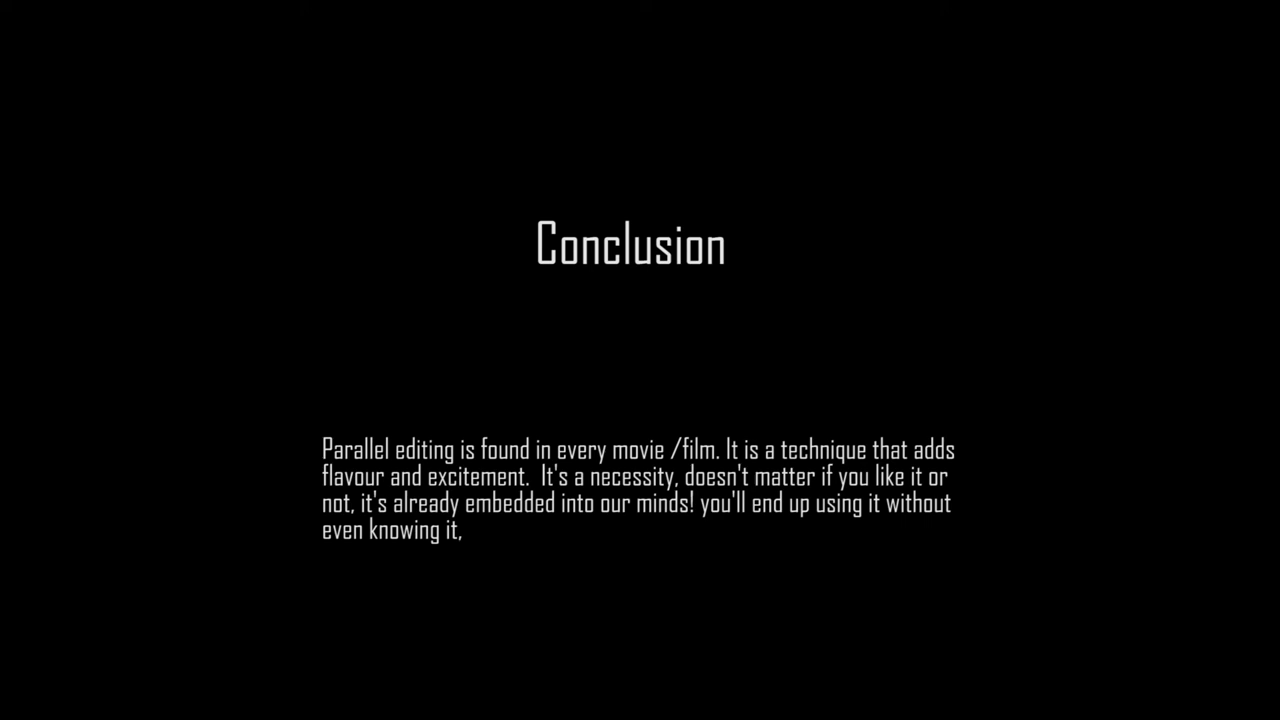 Conclusion
Parallel editing is found in every movie /film. It is a technique that adds
flavour and excitement.  It's a necessity, doesn't matter if you like it or
not, it's already embedded into our minds! you'll end up using it without
even knowing it,